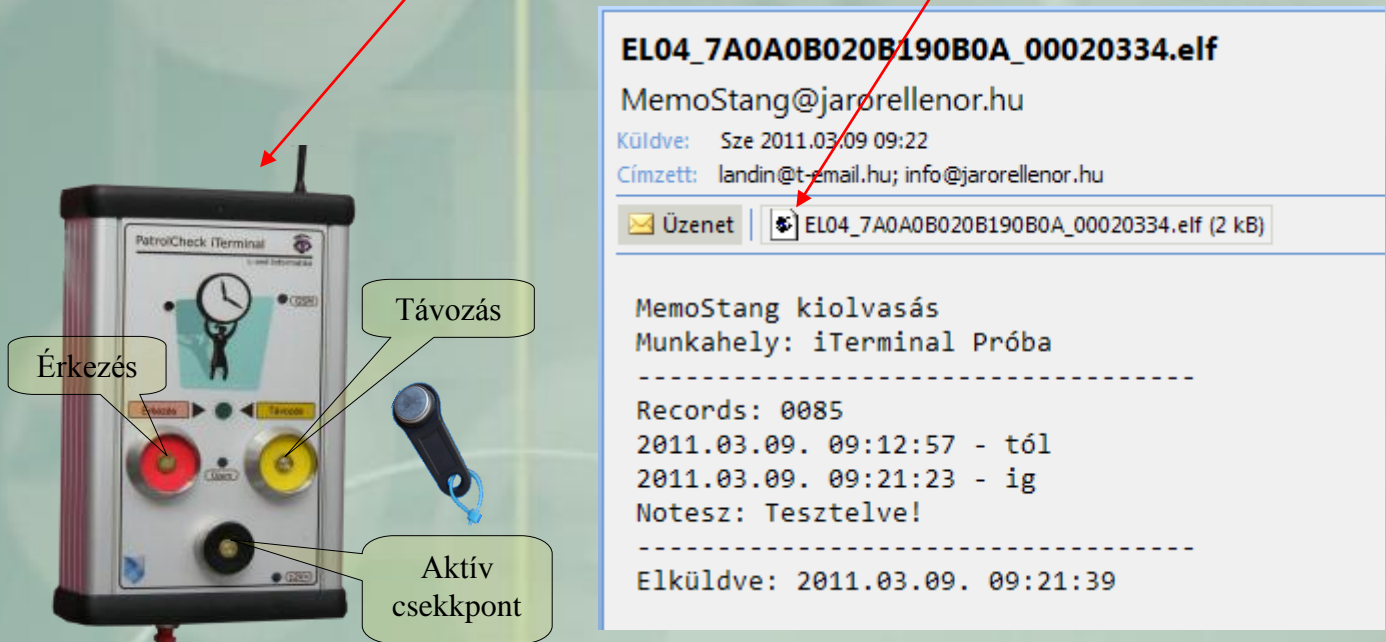 EL04_7A0A0B020B190B0A_00020334.elf
MemoStang@jarorellenor.hu
Küldve: Sze 2011.03.09 09:22
Címzett: landin@t-email.hu; info@jarorellenor.hu
Üzenet
EL04_7A0A0B020B190B0A_00020334.elf (2 kB)
MemoStang kiolvasás
Munkahely: iTerminal Próba
-----------------------------------
Records: 0085
2011.03.09. 09:12:57 - tól
2011.03.09. 09:21:23 - ig
Notesz: Tesztelve!
-----------------------------------
Elküldve: 2011.03.09. 09:21:39
PatrolCheck iTerminal
GSM
Távozás
Érkezés
Érkezés
Távozás
Aktív
csekkpont